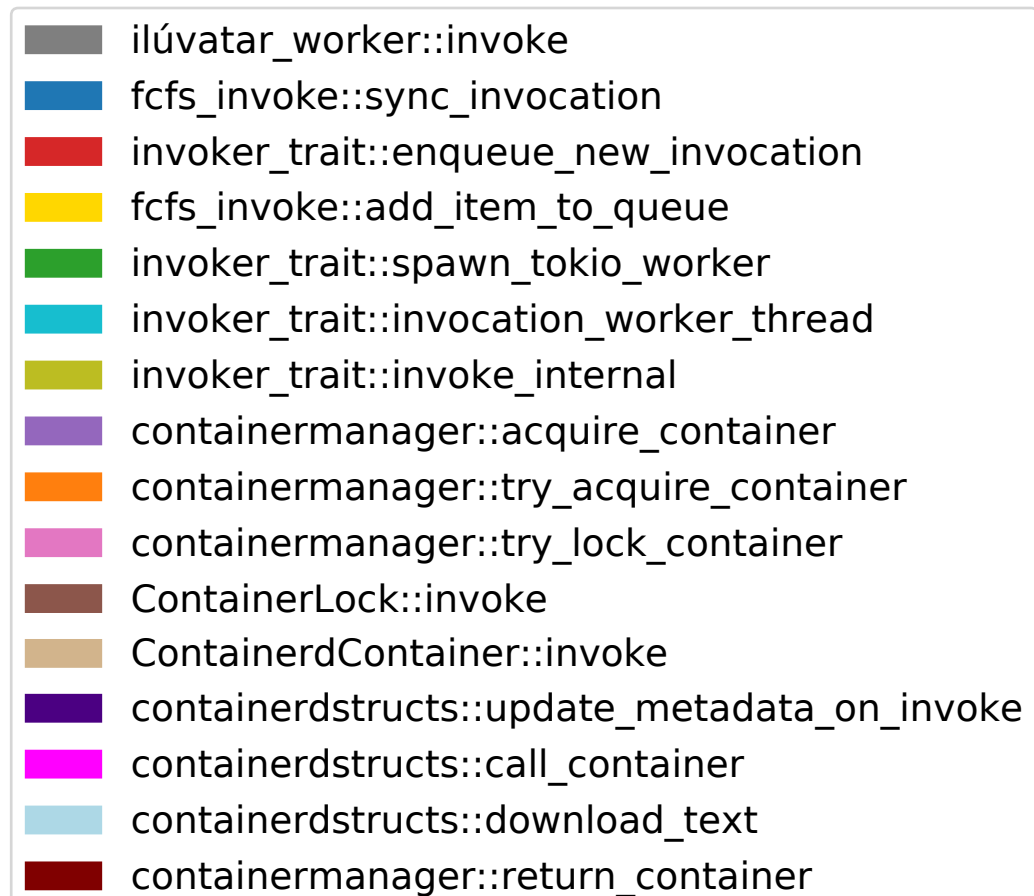 ilúvatar_worker::invoke
fcfs_invoke::sync_invocation
invoker_trait::enqueue_new_invocation
fcfs_invoke::add_item_to_queue
invoker_trait::spawn_tokio_worker
invoker_trait::invocation_worker_thread
invoker_trait::invoke_internal
containermanager::acquire_container
containermanager::try_acquire_container
containermanager::try_lock_container
ContainerLock::invoke
ContainerdContainer::invoke
containerdstructs::update_metadata_on_invoke
containerdstructs::call_container
containerdstructs::download_text
containermanager::return_container